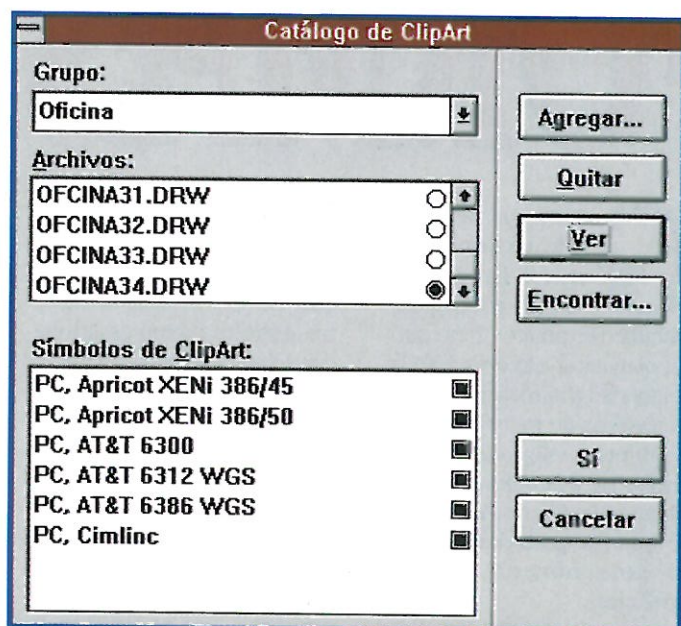 Catálogo de ClipArt
Grupo:
Oficina
Archivos:
OFCINA31.DRW
OFCINA32.DRW
OFCINA33.DRW
OFCINA34.DRW
Símbolos de ClipArt:
PC, Apricot XENi 386/45
PC, Apricot XENi 386/50
PC, AT&T 6300
PC, AT&T 6312 WGS
PC, AT&T 6386 WGS
PC, Cimlinc
Agregar...
Quitar
Ver
Encontrar...
Sí
Cancelar